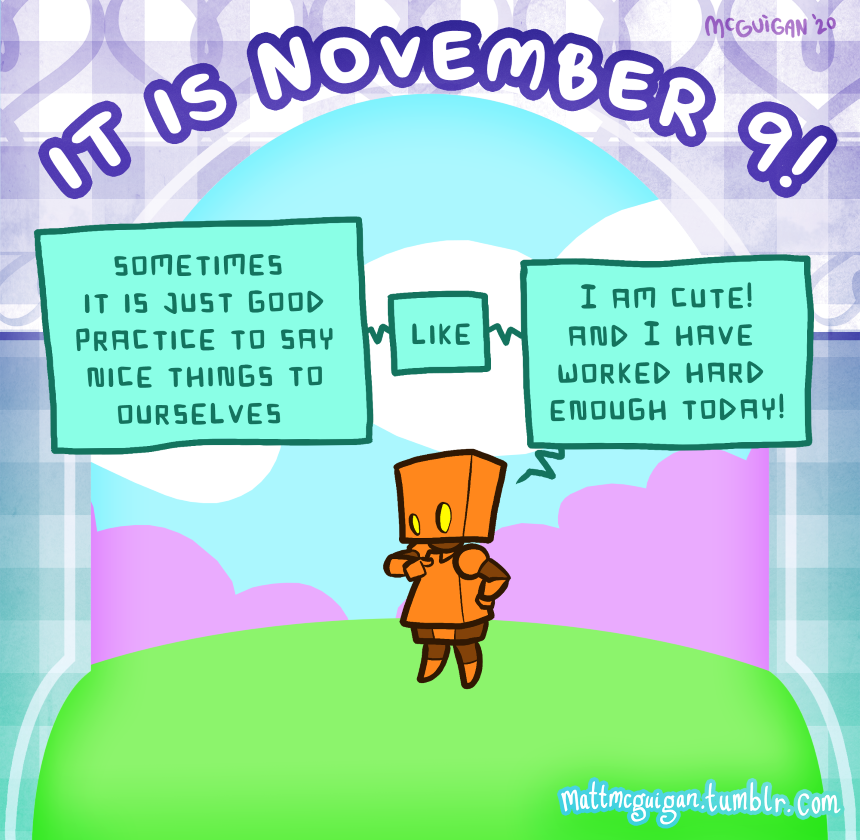 McGUiGAN '20
IT IS NOVEMBER 9!
SOMETIMES
IT IS JUST GOOD
PRACTICE TO SAY
NICE THINGS TO
OURSELVES
LIKE
I AM CUTE!
AND I HAVE
WORKED HARD
ENOUGH TODAY!
mattmcguigan.tumblr.com